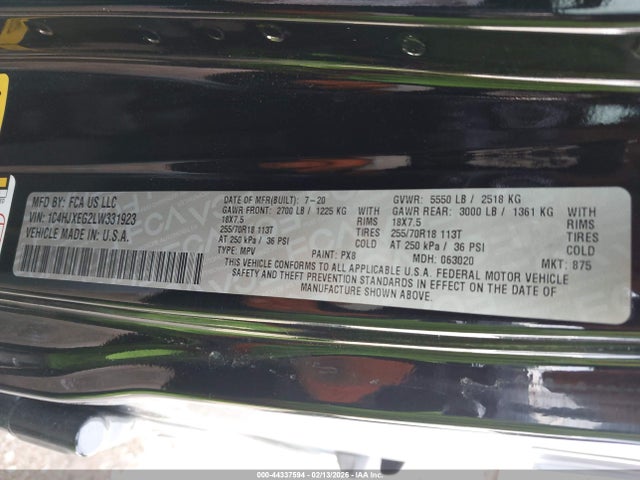 MFD BY: FCA US LLC
VIN: 1C4HJXEG2LW331923
VEHICLE MADE IN U.S.A.
DATE OF MFR(BUILT): 7-20
GAWR FRONT: 2700 LB / 1225 KG WITH
18X7.5 RIMS
255/70R18 113T TIRES
AT 250 kPa / 36 PSI COLD
TYPE: MPV PAINT: PX8
GVWR: 5550 LB / 2518 KG
GAWR REAR: 3000 LB / 1361 KG WITH
18X7.5 RIMS
255/70R18 113T TIRES
AT 250 kPa / 36 PSI COLD
MDH: 063020 MKT: 875
THIS VEHICLE CONFORMS TO ALL APPLICABLE U.S.A. FEDERAL MOTOR VEHICLE
SAFETY AND THEFT PREVENTION STANDARDS IN EFFECT ON THE DATE OF
MANUFACTURE SHOWN ABOVE.
000-44337594 - 02/13/2026 - IAA